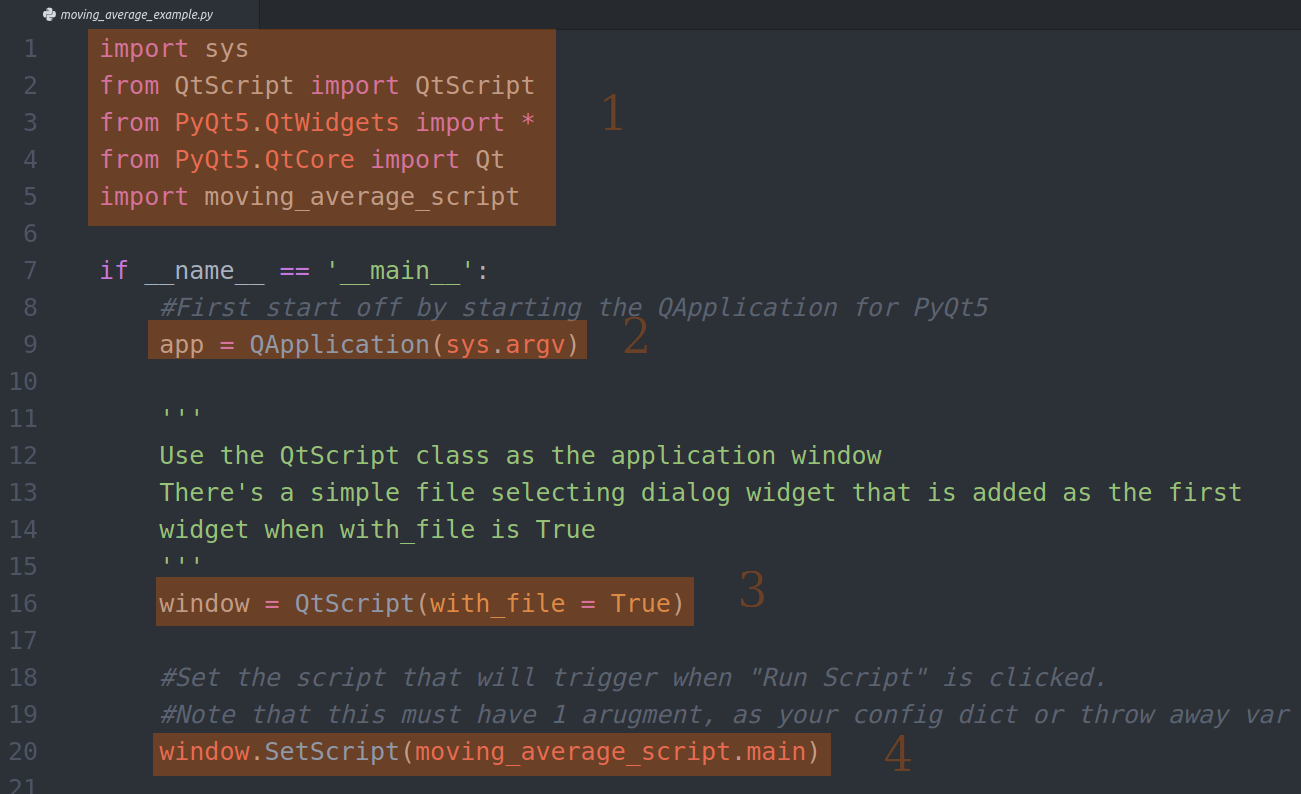 moving_average_example.py
1 import sys
2 from QtScript import QtScript
3 from PyQt5.QtWidgets import *
4 from PyQt5.QtCore import Qt
5 import moving_average_script
1
6
7 if __name__ == '__main__':
8 #First start off by starting the QApplication for PyQt5
9 app = QApplication(sys.argv)
2
10
11 '''
12 Use the QtScript class as the application window
13 There's a simple file selecting dialog widget that is added as the first
14 widget when with_file is True
15 '''
16 window = QtScript(with_file = True)
3
17
18 #Set the script that will trigger when "Run Script" is clicked.
19 #Note that this must have 1 arugment, as your config dict or throw away var
20 window.SetScript(moving_average_script.main)
4
21